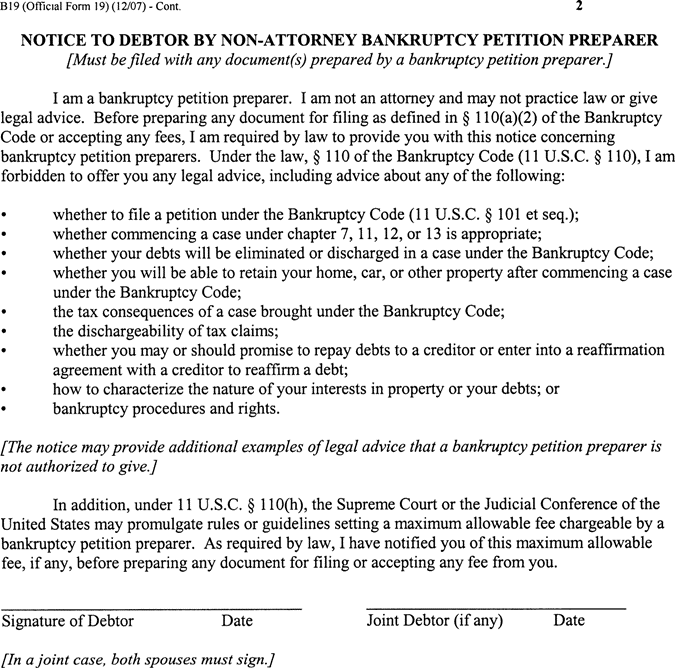 B19 (Official Form 19) (12/07) - Cont. 2
NOTICE TO DEBTOR BY NON-ATTORNEY BANKRUPTCY PETITION PREPARER
[Must be filed with any document(s) prepared by a bankruptcy petition preparer.]
I am a bankruptcy petition preparer. I am not an attorney and may not practice law or give
legal advice. Before preparing any document for filing as defined in § 110(a)(2) of the Bankruptcy
Code or accepting any fees, I am required by law to provide you with this notice concerning
bankruptcy petition preparers. Under the law, § 110 of the Bankruptcy Code (11 U.S.C. § 110), I am
forbidden to offer you any legal advice, including advice about any of the following:
• whether to file a petition under the Bankruptcy Code (11 U.S.C. § 101 et seq.);
• whether commencing a case under chapter 7, 11, 12, or 13 is appropriate;
• whether your debts will be eliminated or discharged in a case under the Bankruptcy Code;
• whether you will be able to retain your home, car, or other property after commencing a case
under the Bankruptcy Code;
• the tax consequences of a case brought under the Bankruptcy Code;
• the dischargeability of tax claims;
• whether you may or should promise to repay debts to a creditor or enter into a reaffirmation
agreement with a creditor to reaffirm a debt;
• how to characterize the nature of your interests in property or your debts; or
• bankruptcy procedures and rights.
[The notice may provide additional examples of legal advice that a bankruptcy petition preparer is
not authorized to give.]
In addition, under 11 U.S.C. § 110(h), the Supreme Court or the Judicial Conference of the
United States may promulgate rules or guidelines setting a maximum allowable fee chargeable by a
bankruptcy petition preparer. As required by law, I have notified you of this maximum allowable
fee, if any, before preparing any document for filing or accepting any fee from you.
Signature of Debtor Date Joint Debtor (if any) Date
[In a joint case, both spouses must sign.]